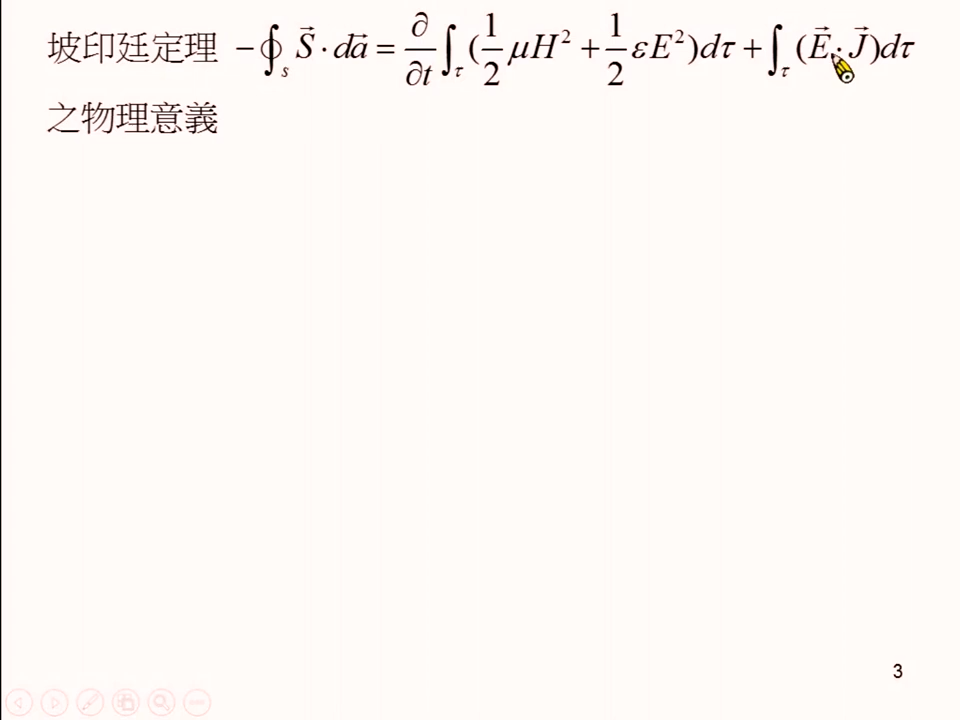 坡印廷定理 $-\oint_s \vec{S} \cdot d\vec{a} = \frac{\partial}{\partial t} \int_\tau (\frac{1}{2} \mu H^2 + \frac{1}{2} \varepsilon E^2) d\tau + \int_\tau (\vec{E} \cdot \vec{J}) d\tau$
之物理意義
3